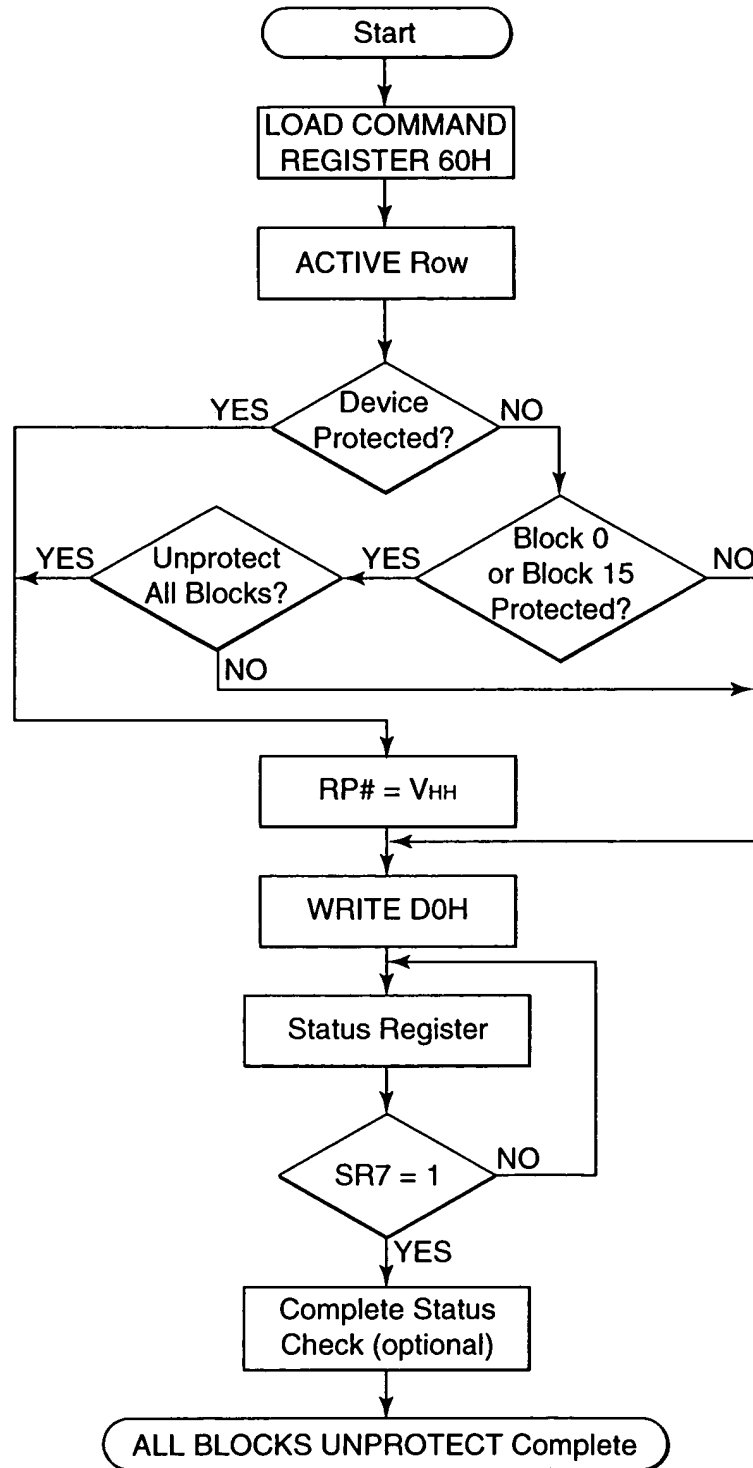 Start
LOAD COMMAND
REGISTER 60H
ACTIVE Row
YES
Device
Protected?
NO
YES
Unprotect
All Blocks?
YES
Block 0
or Block 15
Protected?
NO
NO
RP# = VHH
WRITE D0H
Status Register
SR7 = 1
NO
YES
Complete Status
Check (optional)
ALL BLOCKS UNPROTECT Complete